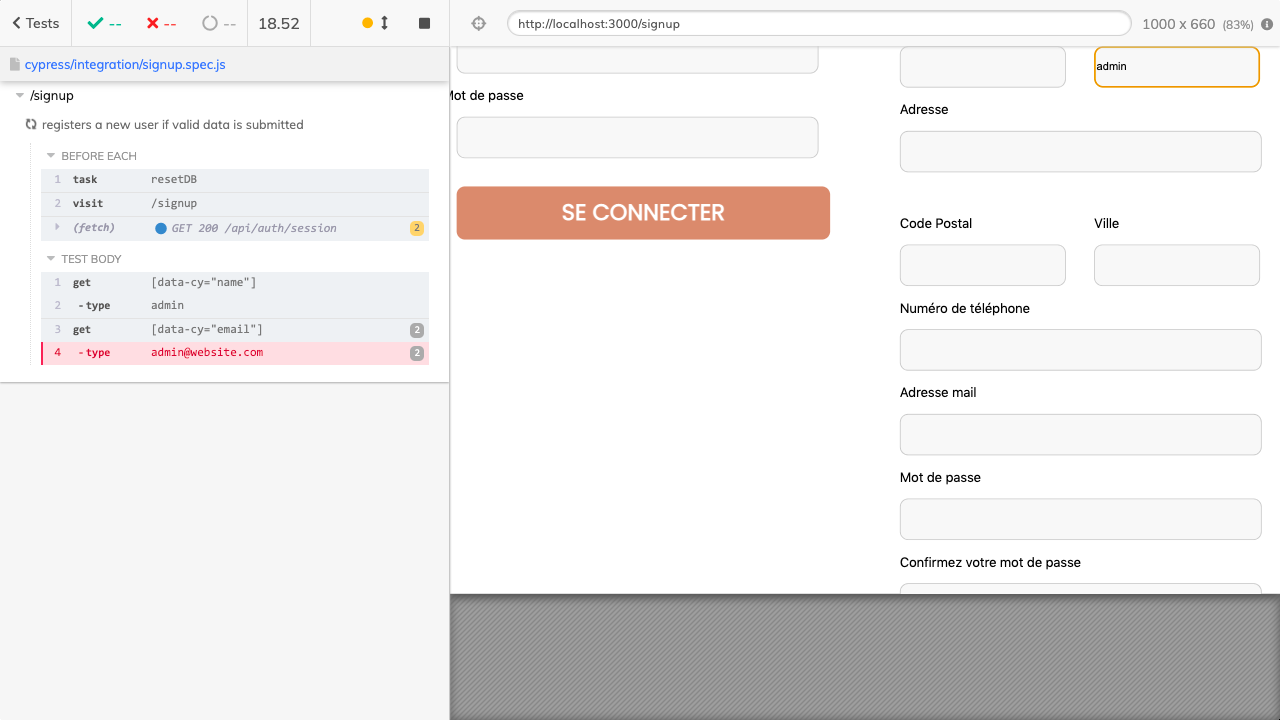 Tests
--
--
--
18.52
http://localhost:3000/signup
1000 x 660 (83%)
cypress/integration/signup.spec.js
/signup
registers a new user if valid data is submitted
BEFORE EACH
1 task resetDB
2 visit /signup
(fetch) GET 200 /api/auth/session 2
TEST BODY
1 get [data-cy="name"]
2 -type admin
3 get [data-cy="email"] 2
4 -type admin@website.com 2
Mot de passe
SE CONNECTER
admin
Adresse
Code Postal Ville
Numéro de téléphone
Adresse mail
Mot de passe
Confirmez votre mot de passe